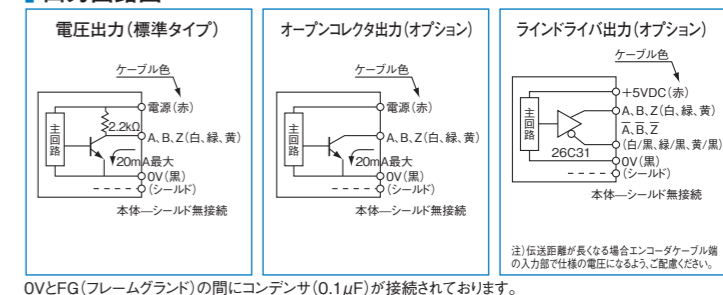 電圧出力(標準タイプ)
ケーブル色
電源(赤)
2.2kΩ
主回路
A、B、Z(白、緑、黄)
20mA最大
0V(黒)
(シールド)
本体―シールド無接続
オープンコレクタ出力(オプション)
ケーブル色
電源(赤)
主回路
A、B、Z(白、緑、黄)
20mA最大
0V(黒)
(シールド)
本体―シールド無接続
ラインドライバ出力(オプション)
ケーブル色
+5VDC(赤)
A、B、Z(白、緑、黄)
主回路
A̅、B̅、Z̅
(白/黒、緑/黒、黄/黒)
26C31
0V(黒)
(シールド)
本体―シールド無接続
注)伝送距離が長くなる場合エンコーダケーブル端
の入力部で仕様の電圧になるよう、ご配慮ください。
0VとFG(フレームグランド)の間にコンデンサ(0.1μF)が接続されております。